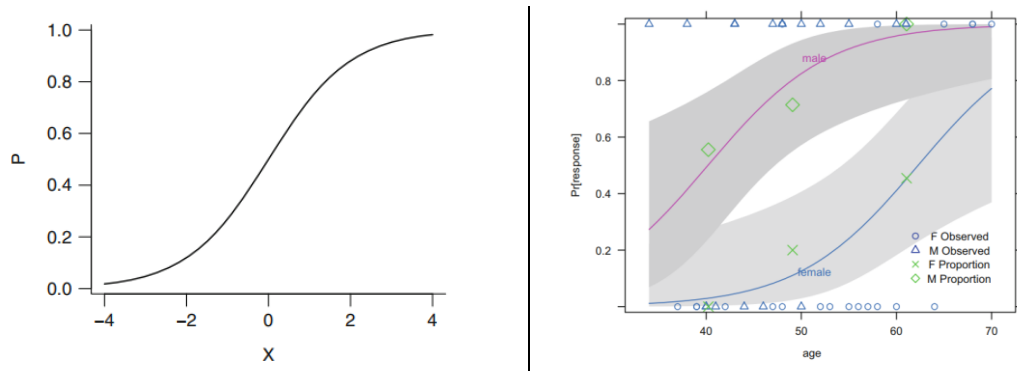 1.0
0.8
0.6
0.4
0.2
0.0
P
−4 −2 0 2 4
X
male
female
0.8
0.6
0.4
0.2
Pr[response]
F Observed
M Observed
F Proportion
M Proportion
40 50 60 70
age